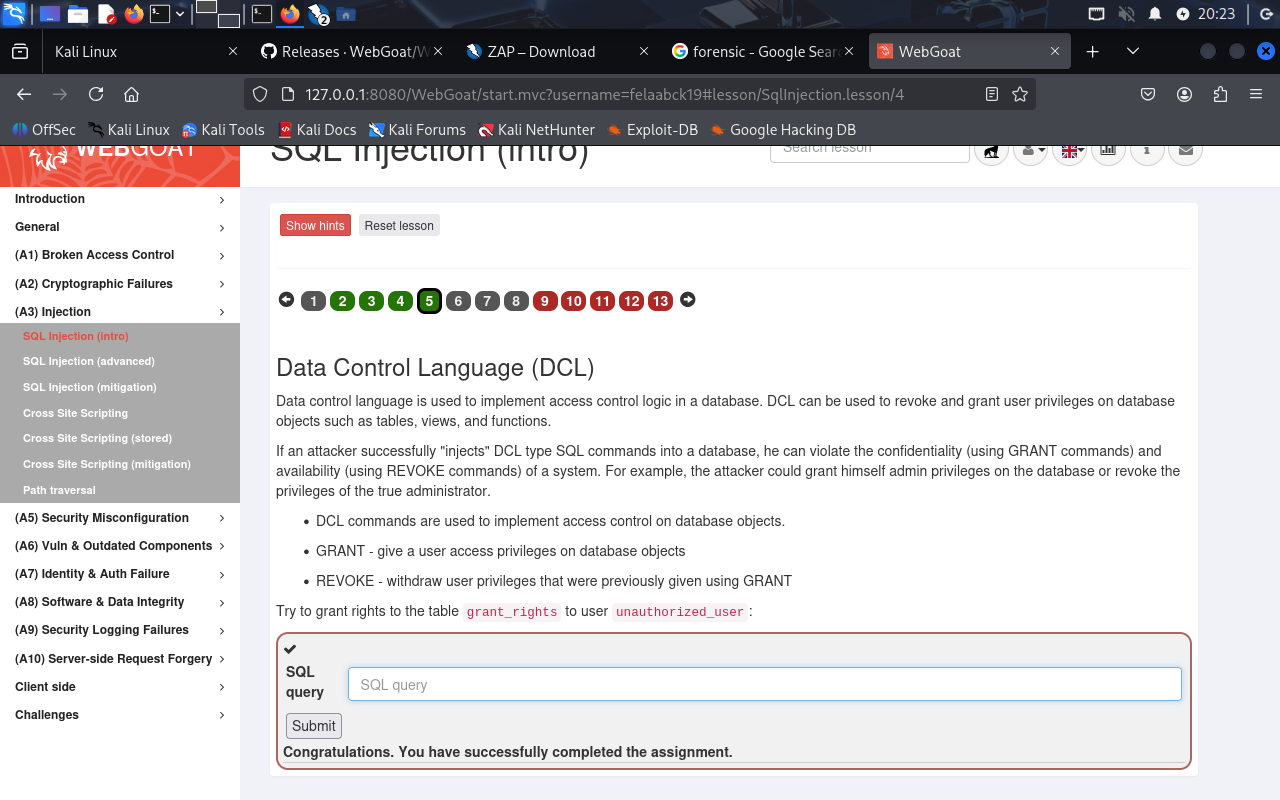 20:23
Kali Linux
Releases · WebGoat/W
ZAP – Download
forensic - Google Sear
WebGoat
127.0.0.1:8080/WebGoat/start.mvc?username=felaabck19#lesson/SqlInjection.lesson/4
OffSec Kali Linux Kali Tools Kali Docs Kali Forums Kali NetHunter Exploit-DB Google Hacking DB
WEBGOAT
SQL Injection (intro)
Search lesson
Introduction
General
(A1) Broken Access Control
(A2) Cryptographic Failures
(A3) Injection
SQL Injection (intro)
SQL Injection (advanced)
SQL Injection (mitigation)
Cross Site Scripting
Cross Site Scripting (stored)
Cross Site Scripting (mitigation)
Path traversal
(A5) Security Misconfiguration
(A6) Vuln & Outdated Components
(A7) Identity & Auth Failure
(A8) Software & Data Integrity
(A9) Security Logging Failures
(A10) Server-side Request Forgery
Client side
Challenges
Show hints Reset lesson
1 2 3 4 5 6 7 8 9 10 11 12 13
Data Control Language (DCL)
Data control language is used to implement access control logic in a database. DCL can be used to revoke and grant user privileges on database
objects such as tables, views, and functions.
If an attacker successfully "injects" DCL type SQL commands into a database, he can violate the confidentiality (using GRANT commands) and
availability (using REVOKE commands) of a system. For example, the attacker could grant himself admin privileges on the database or revoke the
privileges of the true administrator.
• DCL commands are used to implement access control on database objects.
• GRANT - give a user access privileges on database objects
• REVOKE - withdraw user privileges that were previously given using GRANT
Try to grant rights to the table grant_rights to user unauthorized_user:
SQL
query
SQL query
Submit
Congratulations. You have successfully completed the assignment.